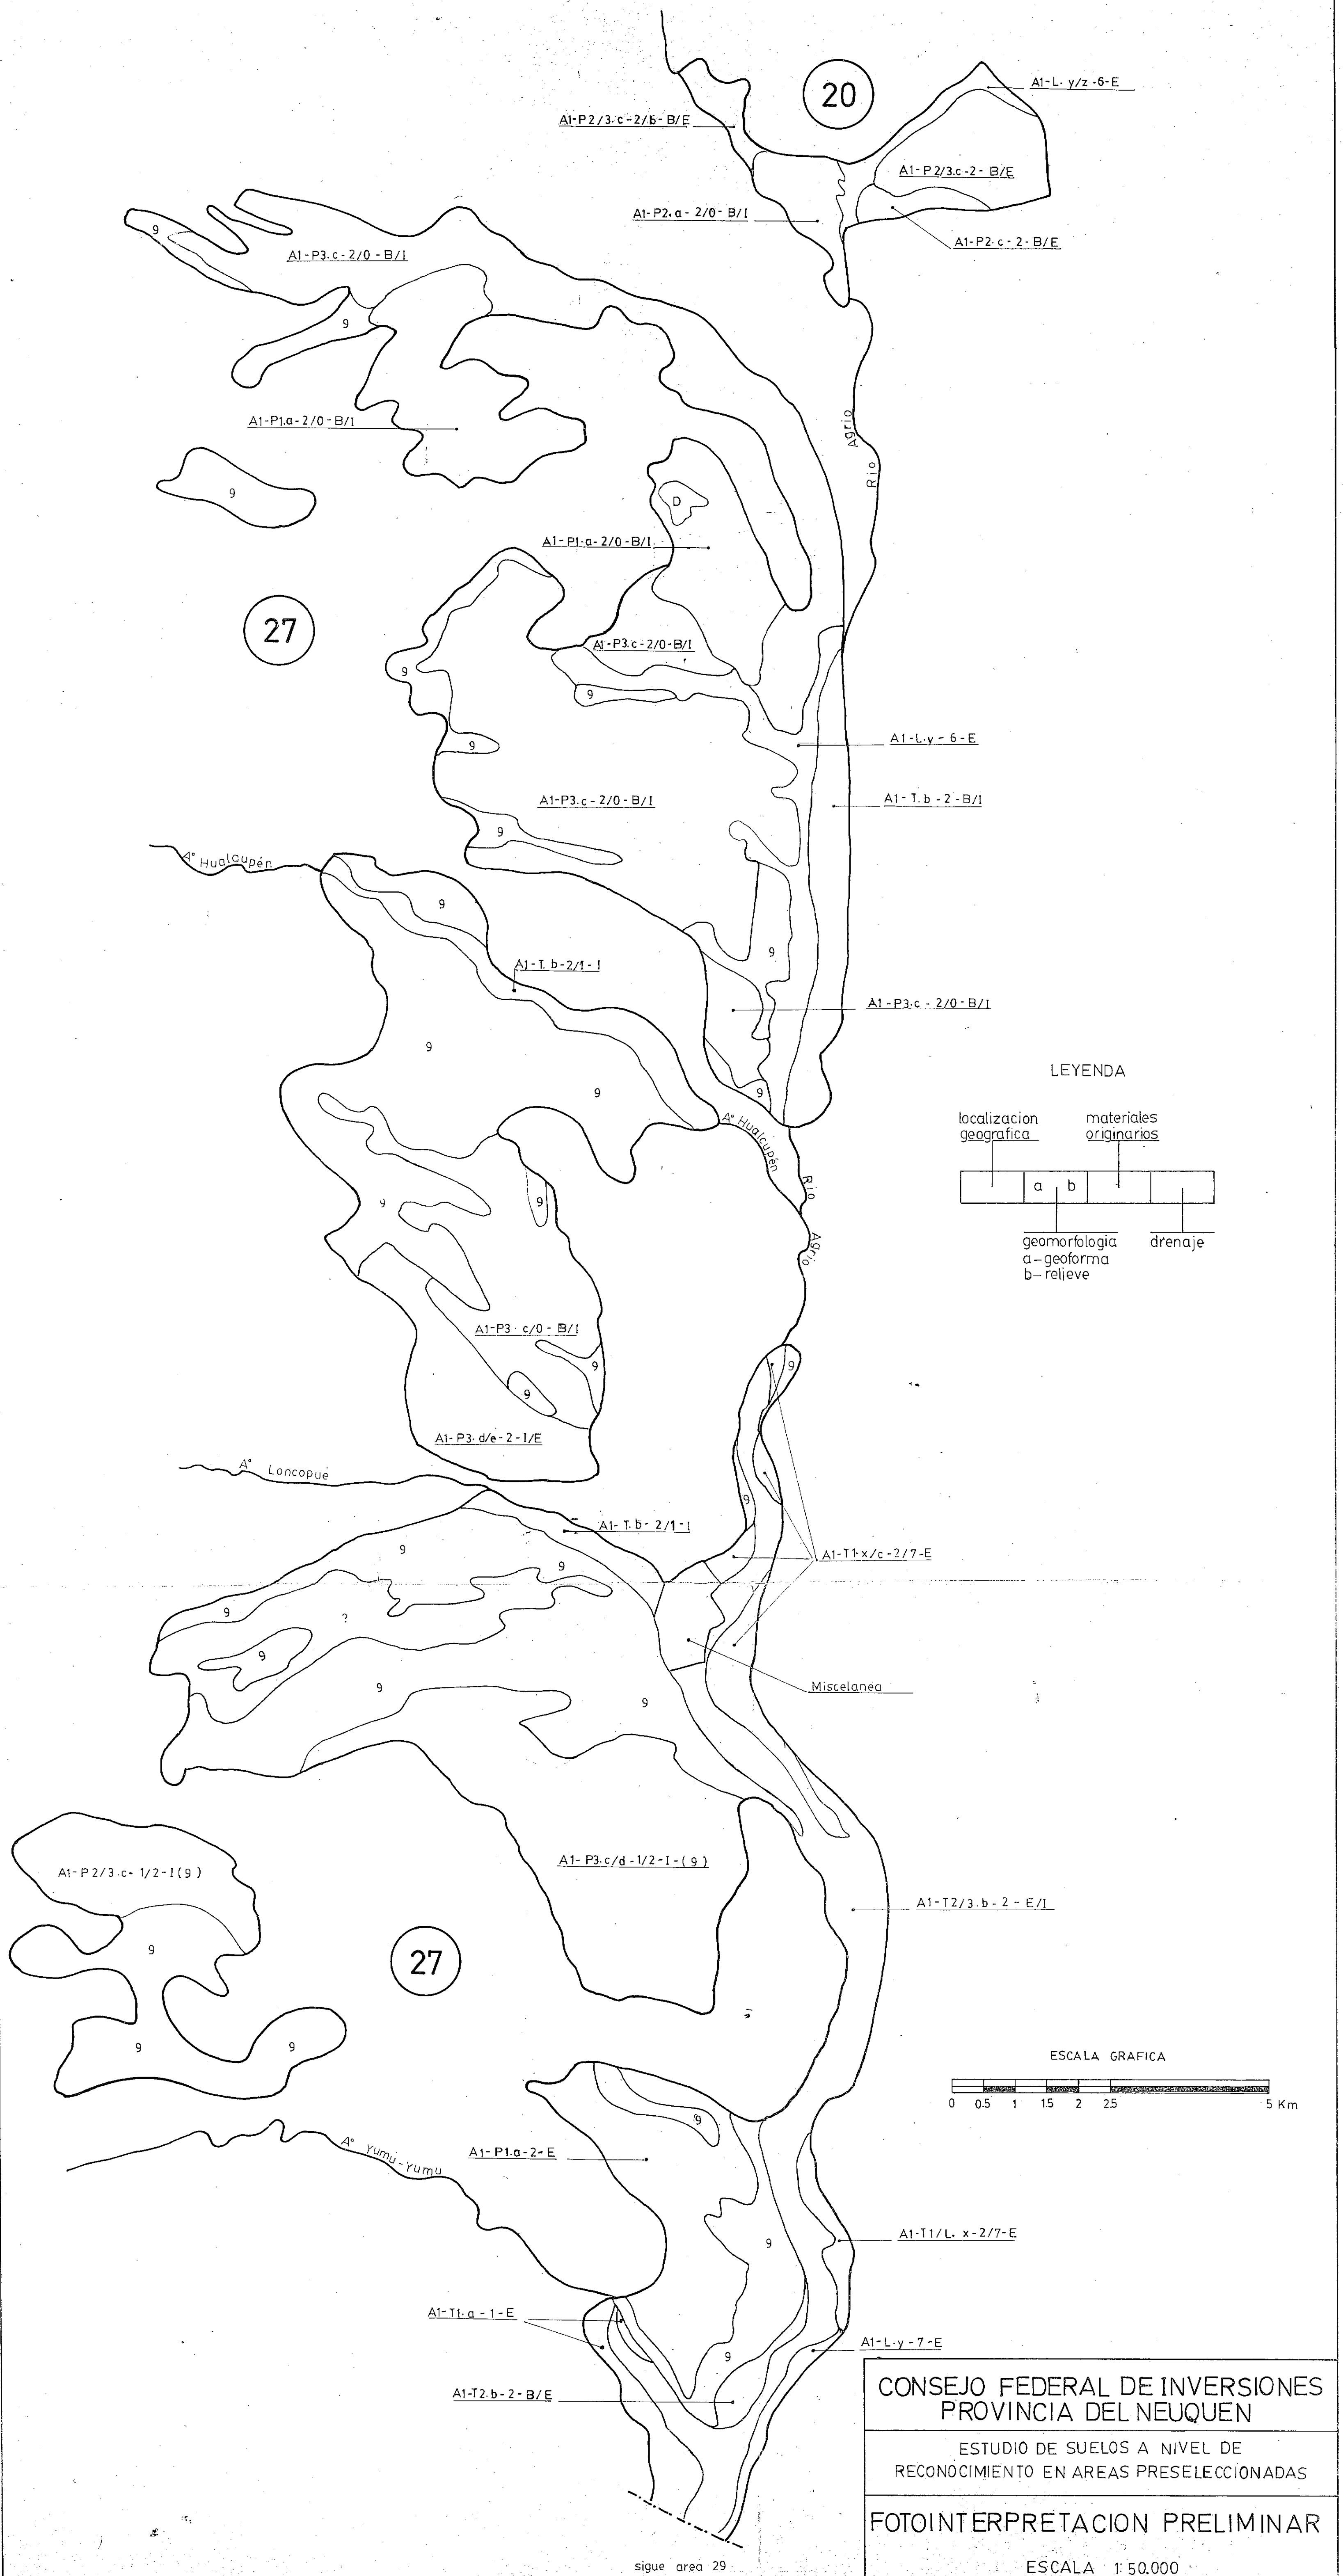 20
A1-L. y/z -6-E
A1-P2/3.c-2/b-B/E
A1-P2/3.c-2-B/E
A1-P2.a-2/0-B/I
A1-P2.c-2-B/E
9
A1-P3.c-2/0-B/I
9
A1-P1.a-2/0-B/I
Rio Agrio
9
D
A1-P1.a-2/0-B/I
27
A1-P3.c-2/0-B/I
9
9
9
A1-L.y-6-E
A1-P3.c-2/0-B/I
A1-T.b-2-B/I
9
A° Hualcupén
9
9
A1-T.b-2/1-I
A1-P3.c-2/0-B/I
9
9
9
A° Hualcupén
LEYENDA
localizacion
geografica
materiales
originarios
a b
geomorfologia
a-geoforma
b-relieve
drenaje
Rio Agrio
9
9
A1-P3.c/0-B/I
9
9
9
A1-P3.d/e-2-I/E
A° Loncopué
9
A1-T.b-2/1-I
A1-T1.x/c-2/7-E
9
9
9
?
9
9
9
Miscelanea
A1-P2/3.c-1/2-I(9)
A1-P3.c/d-1/2-I-(9)
A1-T2/3.b-2-E/I
9
27
9
9
ESCALA GRAFICA
0 0.5 1 1.5 2 2.5 5 Km
9
A° Yumu-Yumu
A1-P1.a-2-E
9
A1-T1/L. x-2/7-E
A1-T1.a-1-E
A1-L.y-7-E
9
A1-T2.b-2-B/E
CONSEJO FEDERAL DE INVERSIONES
PROVINCIA DEL NEUQUEN
ESTUDIO DE SUELOS A NIVEL DE
RECONOCIMIENTO EN AREAS PRESELECCIONADAS
FOTOINTERPRETACION PRELIMINAR
ESCALA 1:50.000
sigue area 29